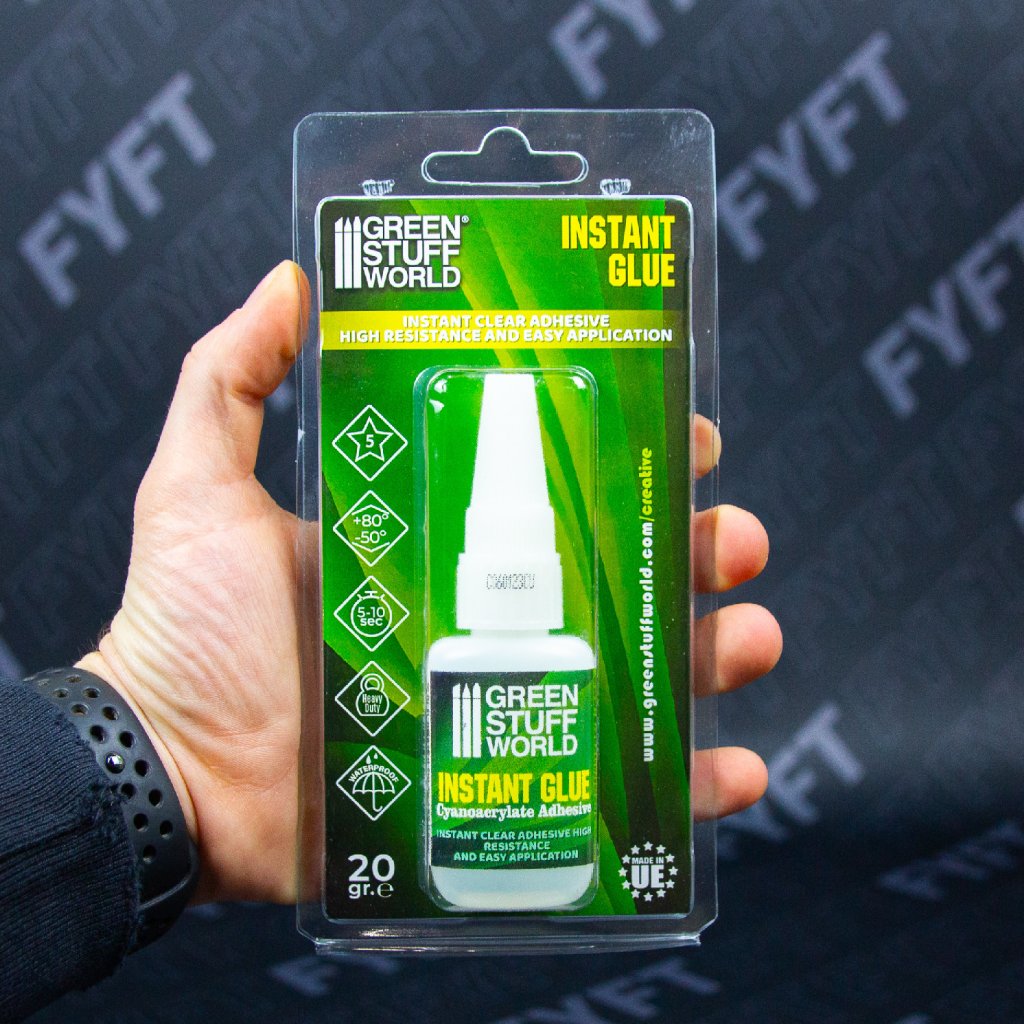 FYFT
FYFT
FYFT
FYFT
FYFT
GREEN®
STUFF
WORLD
INSTANT
GLUE
INSTANT CLEAR ADHESIVE
HIGH RESISTANCE AND EASY APPLICATION
5
+80°
-50°
5-10
sec
Heavy
Duty
WATERPROOF
www.greenstuffworld.com/creative
GREEN
STUFF
WORLD
INSTANT GLUE
Cyanoacrylate Adhesive
INSTANT CLEAR ADHESIVE HIGH
RESISTANCE
AND EASY APPLICATION
20
gr.℮
MADE IN
UE